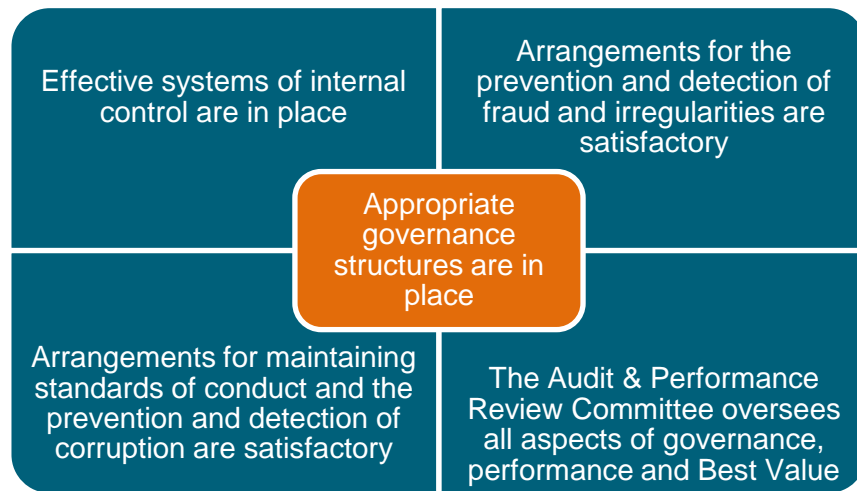 Effective systems of internal
control are in place
Arrangements for the
prevention and detection of
fraud and irregularities are
satisfactory
Appropriate
governance
structures are in
place
Arrangements for maintaining
standards of conduct and the
prevention and detection of
corruption are satisfactory
The Audit & Performance
Review Committee oversees
all aspects of governance,
performance and Best Value